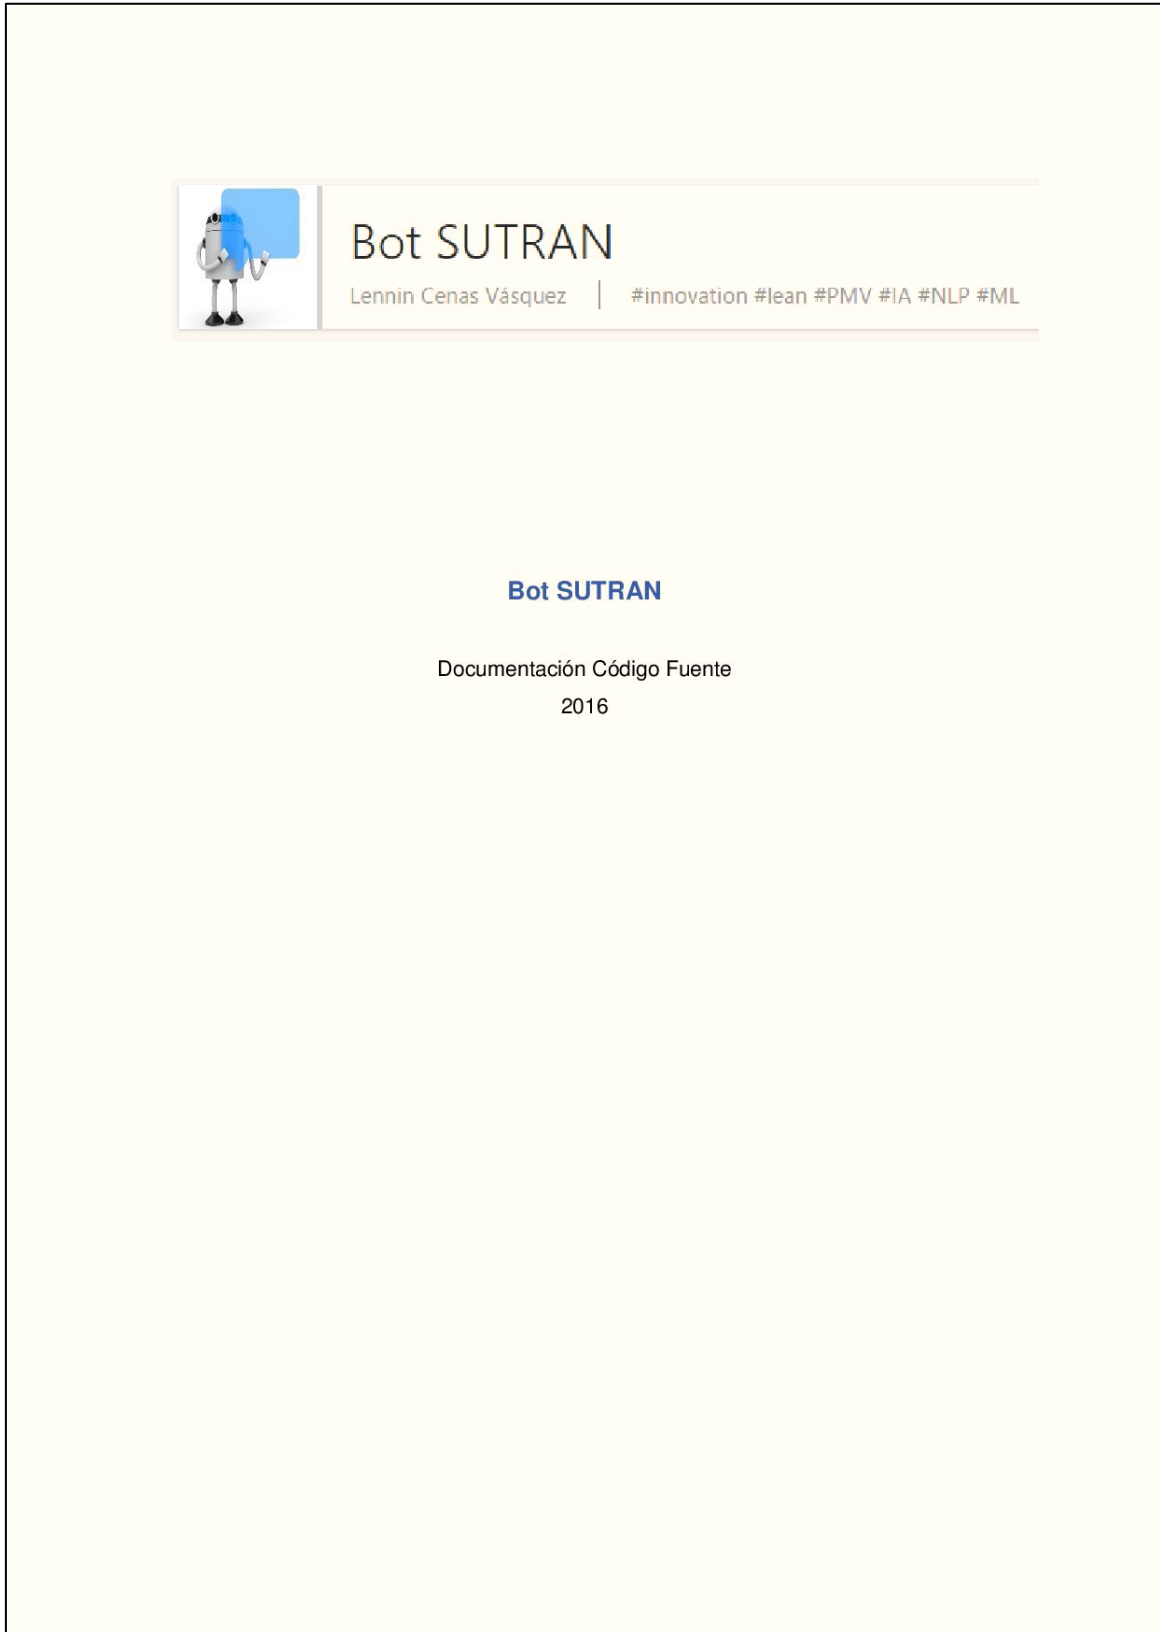 Bot SUTRAN
Lennin Cenas Vásquez | #innovation #lean #PMV #IA #NLP #ML
Bot SUTRAN
Documentación Código Fuente
2016